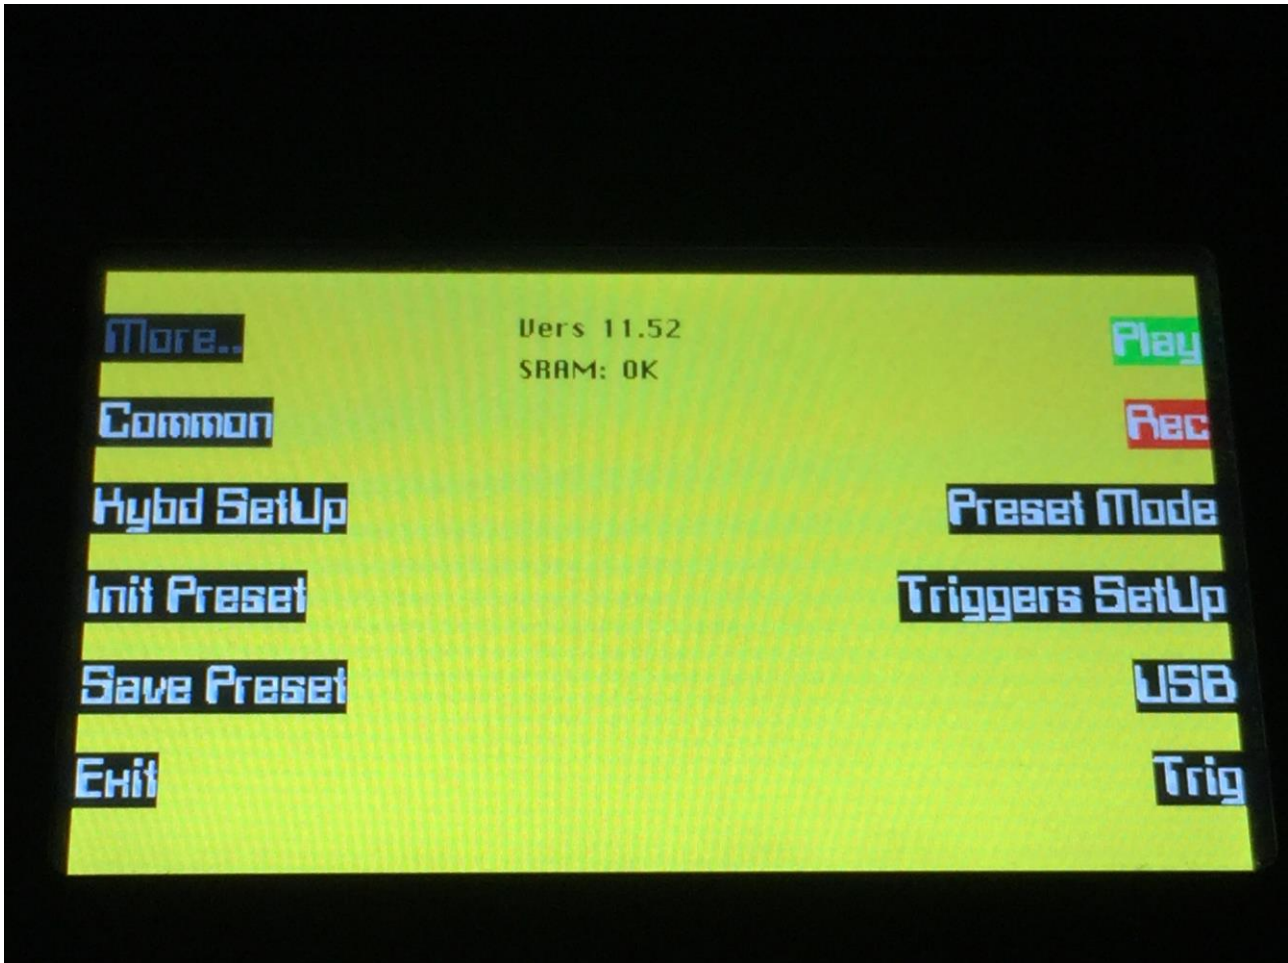 More..
Vers 11.52
Play
SRAM: OK
Common
Rec
Kybd SetUp
Preset Mode
Init Preset
Triggers SetUp
Save Preset
USB
Exit
Trig